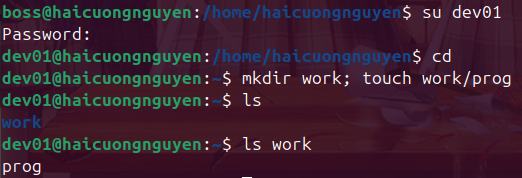 boss@haicuongnguyen:/home/haicuongnguyen$ su dev01
Password:
dev01@haicuongnguyen:/home/haicuongnguyen$ cd
dev01@haicuongnguyen:~$ mkdir work; touch work/prog
dev01@haicuongnguyen:~$ ls
work
dev01@haicuongnguyen:~$ ls work
prog